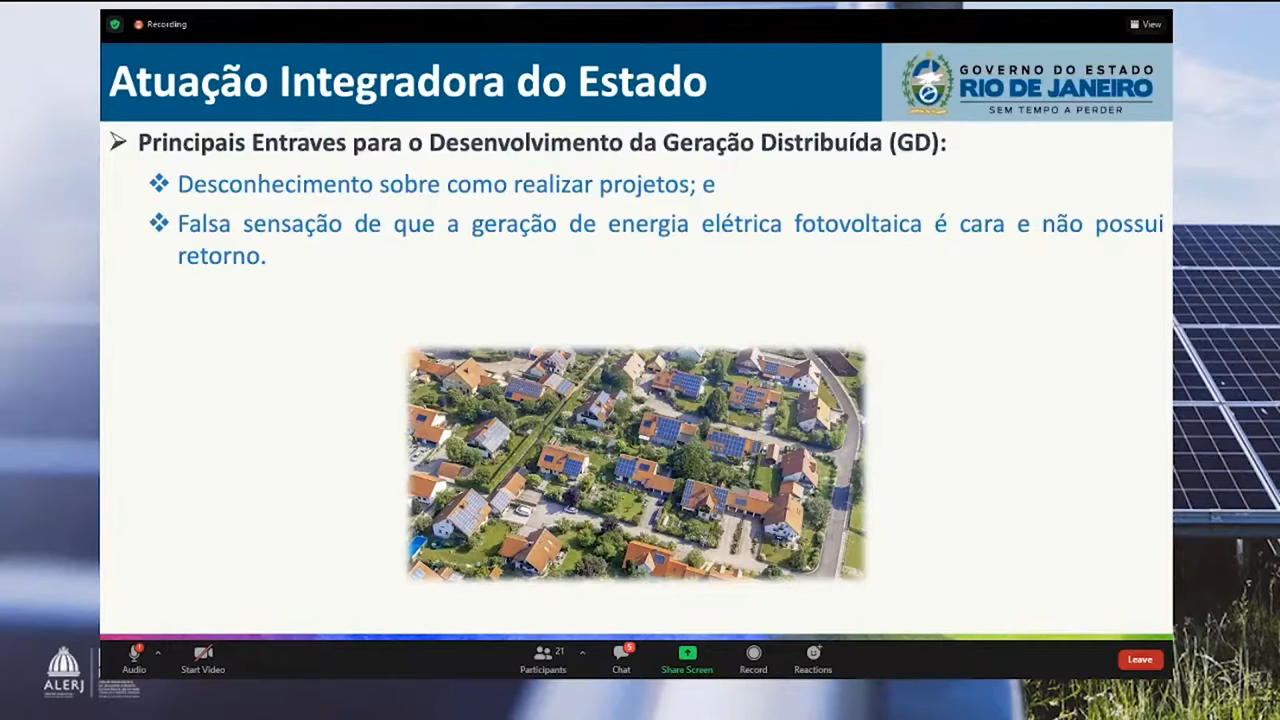 Recording
View
Atuação Integradora do Estado
GOVERNO DO ESTADO
RIO DE JANEIRO
SEM TEMPO A PERDER
Principais Entraves para o Desenvolvimento da Geração Distribuída (GD):
Desconhecimento sobre como realizar projetos; e
Falsa sensação de que a geração de energia elétrica fotovoltaica é cara e não possui
retorno.
Audio
Start Video
21
Participants
5
Chat
Share Screen
Record
Reactions
Leave
ALERJ